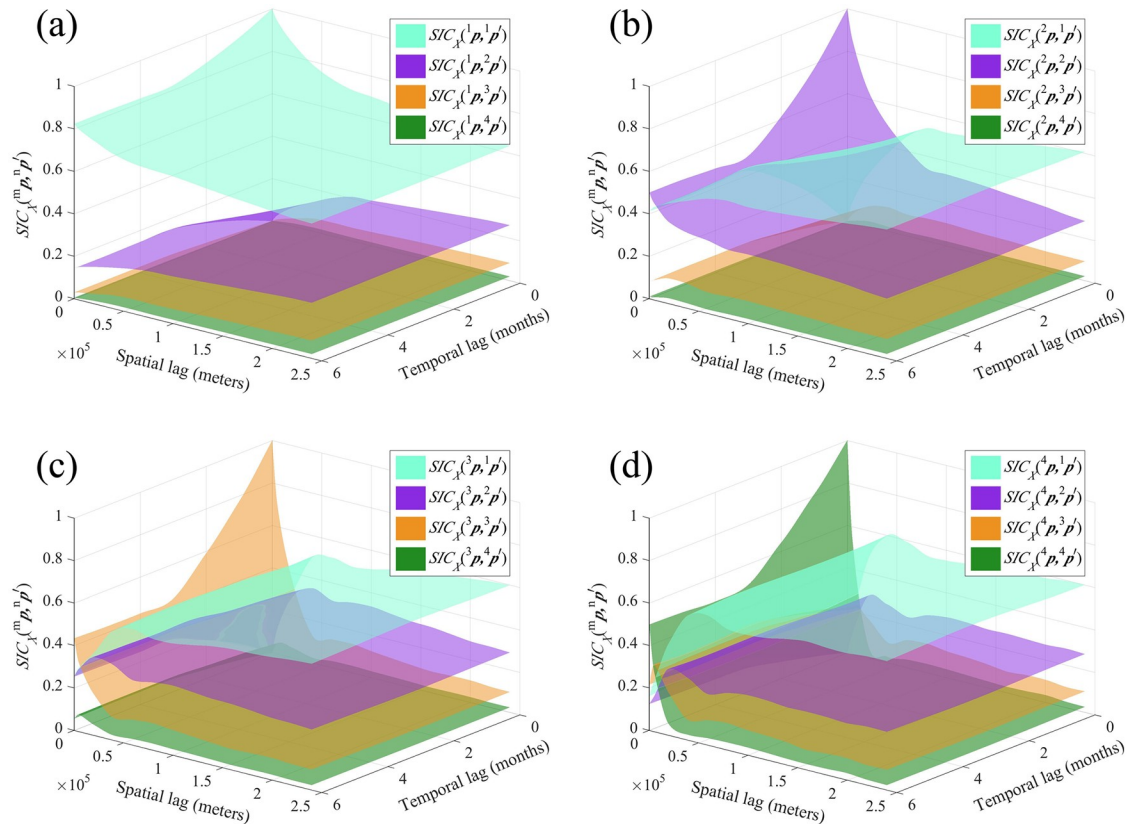 (a)
SIC_X(^1p,^1p′)
SIC_X(^1p,^2p′)
SIC_X(^1p,^3p′)
SIC_X(^1p,^4p′)
1
0.8
0.6
0.4
0.2
0
SIC_X(^mp,^np′)
0.5
1
1.5
2
2.5
×10^5
Spatial lag (meters)
0
2
4
6
Temporal lag (months)
(b)
SIC_X(^2p,^1p′)
SIC_X(^2p,^2p′)
SIC_X(^2p,^3p′)
SIC_X(^2p,^4p′)
1
0.8
0.6
0.4
0.2
0
SIC_X(^mp,^np′)
0.5
1
1.5
2
2.5
×10^5
Spatial lag (meters)
0
2
4
6
Temporal lag (months)
(c)
SIC_X(^3p,^1p′)
SIC_X(^3p,^2p′)
SIC_X(^3p,^3p′)
SIC_X(^3p,^4p′)
1
0.8
0.6
0.4
0.2
0
SIC_X(^mp,^np′)
0
0.5
1
1.5
2
2.5
×10^5
Spatial lag (meters)
0
2
4
6
Temporal lag (months)
(d)
SIC_X(^4p,^1p′)
SIC_X(^4p,^2p′)
SIC_X(^4p,^3p′)
SIC_X(^4p,^4p′)
1
0.8
0.6
0.4
0.2
0
SIC_X(^mp,^np′)
0
0.5
1
1.5
2
2.5
×10^5
Spatial lag (meters)
0
2
4
6
Temporal lag (months)